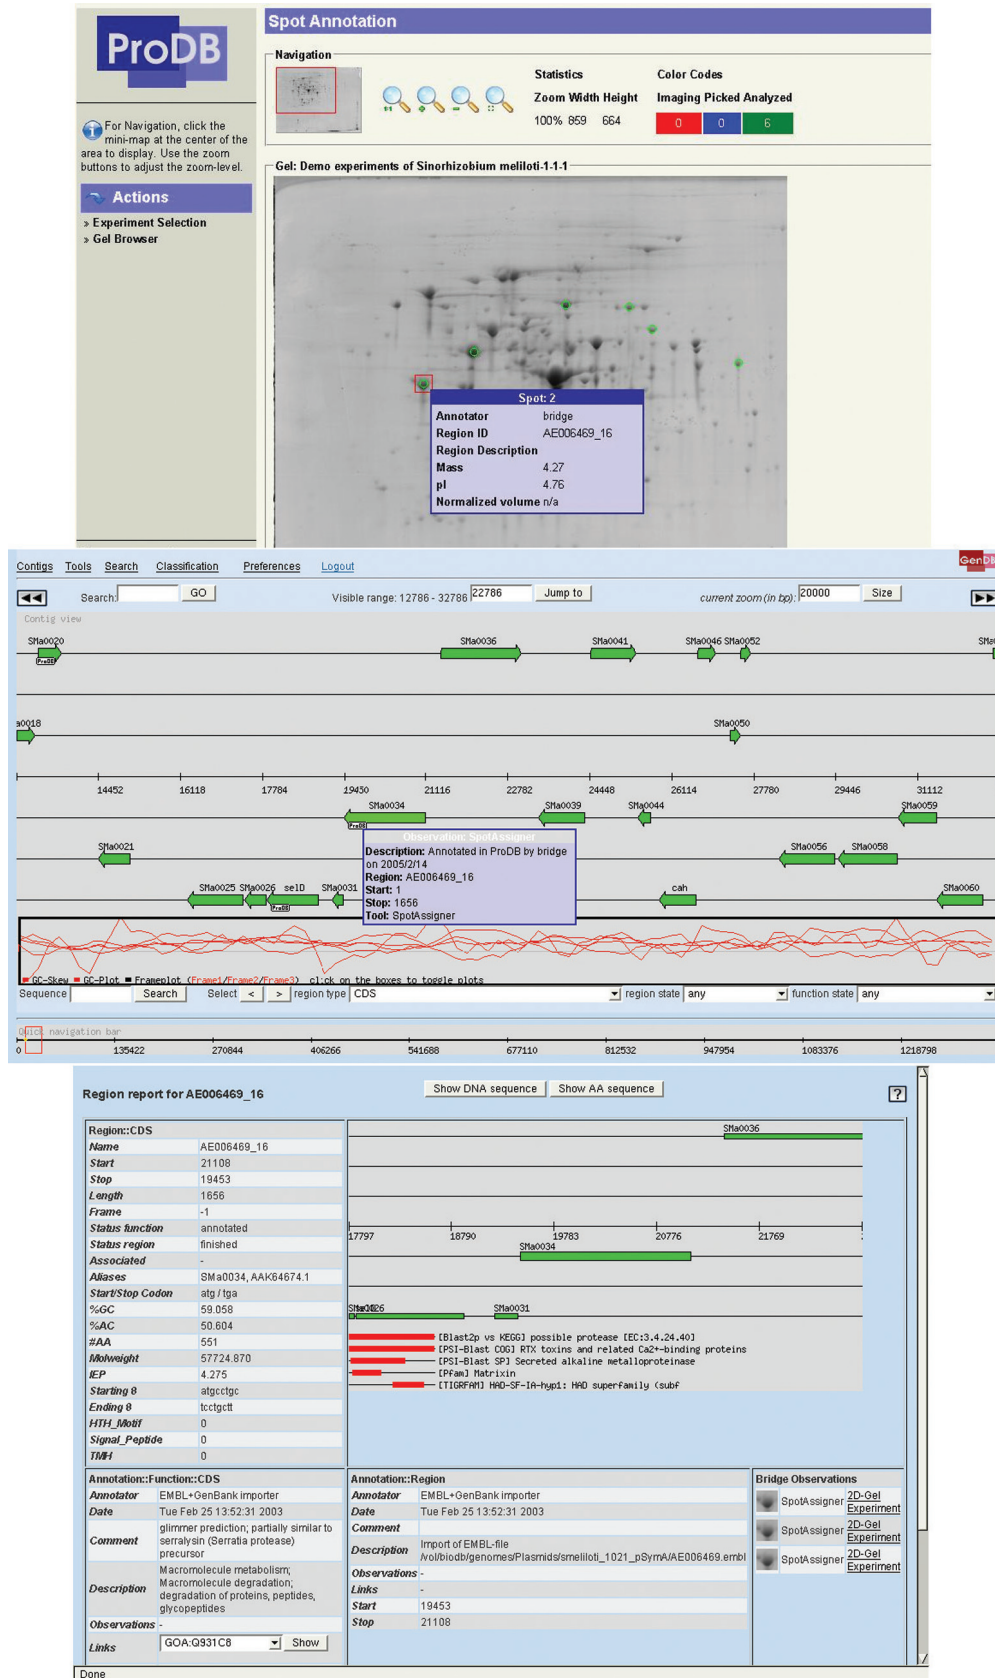 ProDB
Spot Annotation
Navigation
Statistics
Color Codes
Zoom Width Height
Imaging Picked Analyzed
100% 859 664
0 0 6
For Navigation, click the
mini-map at the center of the
area to display. Use the zoom
buttons to adjust the zoom-level.
Actions
» Experiment Selection
» Gel Browser
Gel: Demo experiments of Sinorhizobium meliloti-1-1-1
Spot: 2
Annotator bridge
Region ID AE006469_16
Region Description
Mass 4.27
pI 4.76
Normalized volume n/a
Contigs Tools Search Classification Preferences Logout
GenDB
Search: GO Visible range: 12786 - 32786 22786 Jump to current zoom (in bp): 20000 Size
Contig view
SMa0020 SMa0036 SMa0041 SMa0046 SMa0052
ProDB
a0018 SMa0050
14452 16118 17784 19450 21116 22782 24448 26114 27780 29446 31112
SMa0034 SMa0039 SMa0044 SMa0059
ProDB
SMa0021 SMa0056 SMa0058
SMa0025 SMa0026 selD SMa0031 cah SMa0060
ProDB
Observation: SpotAssigner
Description: Annotated in ProDB by bridge
on 2005/2/14
Region: AE006469_16
Start: 1
Stop: 1656
Tool: SpotAssigner
GC-Skew GC-Plot Frameplot (Frame1/Frame2/Frame3) click on the boxes to toggle plots
Sequence Search Select < > region type CDS region state any function state any
Quick navigation bar
0 135422 270844 406266 541688 677110 812532 947954 1083376 1218798
Region report for AE006469_16
Show DNA sequence Show AA sequence
?
Region::CDS
Name AE006469_16
Start 21108
Stop 19453
Length 1656
Frame -1
Status function annotated
Status region finished
Associated -
Aliases SMa0034, AAK64674.1
Start/Stop Codon atg / tga
%GC 59.058
%AC 50.604
#AA 551
Molweight 57724.870
IEP 4.275
Starting 8 atgcctgc
Ending 8 tcctgctt
HTH_Motif 0
Signal_Peptide 0
TMH 0
SMa0036
17797 18790 19783 20776 21769
SMa0034
SMa0031
[Blast2p vs KEGG] possible protease [EC:3.4.24.40]
[PSI-Blast COG] RTX toxins and related Ca2+-binding proteins
[PSI-Blast SP] Secreted alkaline metalloproteinase
[Pfam] Matrixin
[TIGRFAM] HAD-SF-IA-hyp1: HAD superfamily (subf
Annotation::Function::CDS
Annotator EMBL+GenBank importer
Date Tue Feb 25 13:52:31 2003
Comment glimmer prediction; partially similar to
serralysin (Serratia protease)
precursor
Description Macromolecule metabolism;
Macromolecule degradation;
degradation of proteins, peptides,
glycopeptides
Observations -
Links GOA:Q931C8 Show
Annotation::Region
Annotator EMBL+GenBank importer
Date Tue Feb 25 13:52:31 2003
Comment
Description Import of EMBL-file
/vol/biodb/genomes/Plasmids/smeliloti_1021_pSymA/AE006469.embl
Observations -
Links -
Start 19453
Stop 21108
Bridge Observations
SpotAssigner 2D-Gel
Experiment
SpotAssigner 2D-Gel
Experiment
SpotAssigner 2D-Gel
Experiment
Done